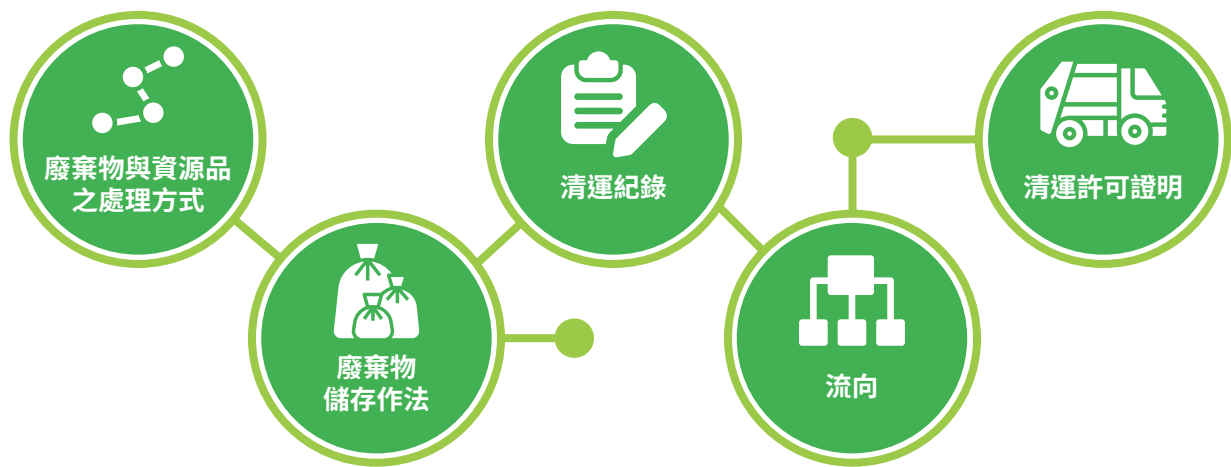 廢棄物與資源品
之處理方式
廢棄物
儲存作法
清運紀錄
流向
清運許可證明